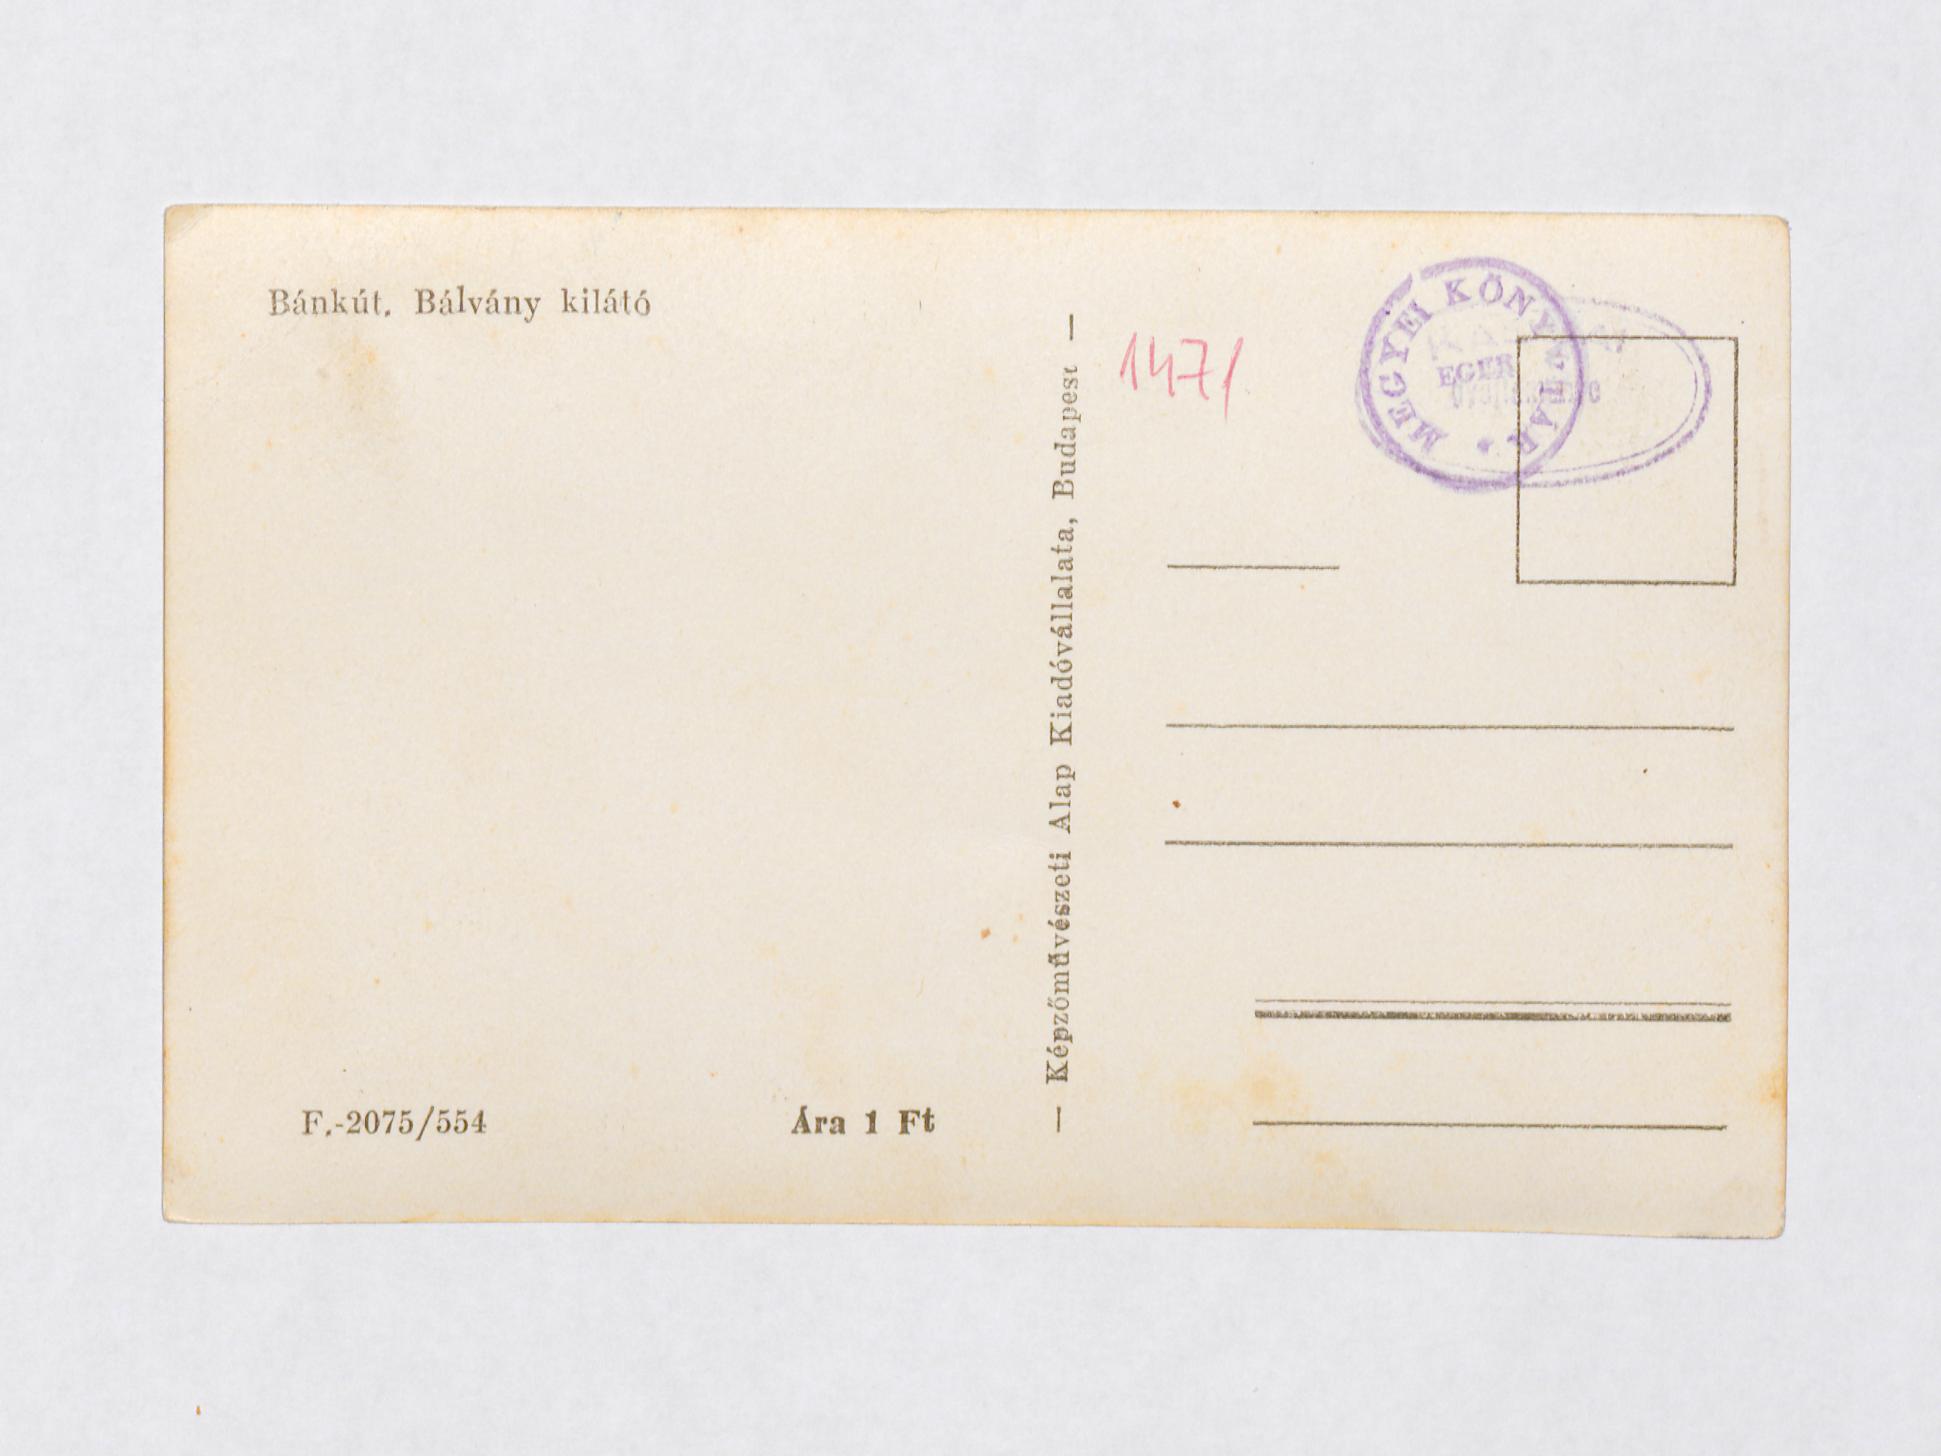 Bánkút. Bálvány kilátó
F.-2075/554
Ára 1 Ft
— Képzőművészeti Alap Kiadóvállalata, Budapest —
1471
MEGYEI KÖNYVTÁR
EGER